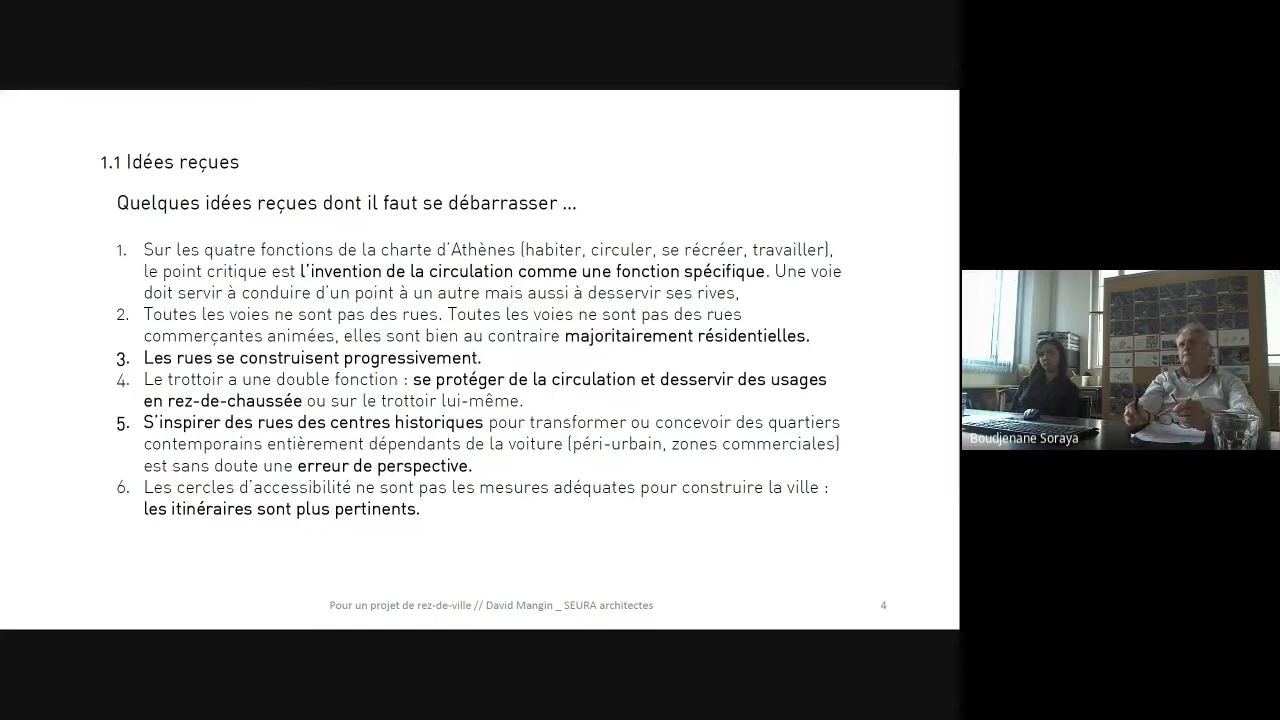 1.1 Idées reçues
Quelques idées reçues dont il faut se débarrasser ...
1. Sur les quatre fonctions de la charte d'Athènes (habiter, circuler, se récréer, travailler),
le point critique est l'invention de la circulation comme une fonction spécifique. Une voie
doit servir à conduire d'un point à un autre mais aussi à desservir ses rives,
2. Toutes les voies ne sont pas des rues. Toutes les voies ne sont pas des rues
commerçantes animées, elles sont bien au contraire majoritairement résidentielles.
3. Les rues se construisent progressivement.
4. Le trottoir a une double fonction : se protéger de la circulation et desservir des usages
en rez-de-chaussée ou sur le trottoir lui-même.
5. S'inspirer des rues des centres historiques pour transformer ou concevoir des quartiers
contemporains entièrement dépendants de la voiture (péri-urbain, zones commerciales)
est sans doute une erreur de perspective.
6. Les cercles d'accessibilité ne sont pas les mesures adéquates pour construire la ville :
les itinéraires sont plus pertinents.
Pour un projet de rez-de-ville // David Mangin _ SEURA architectes
4
Boudjenane Soraya